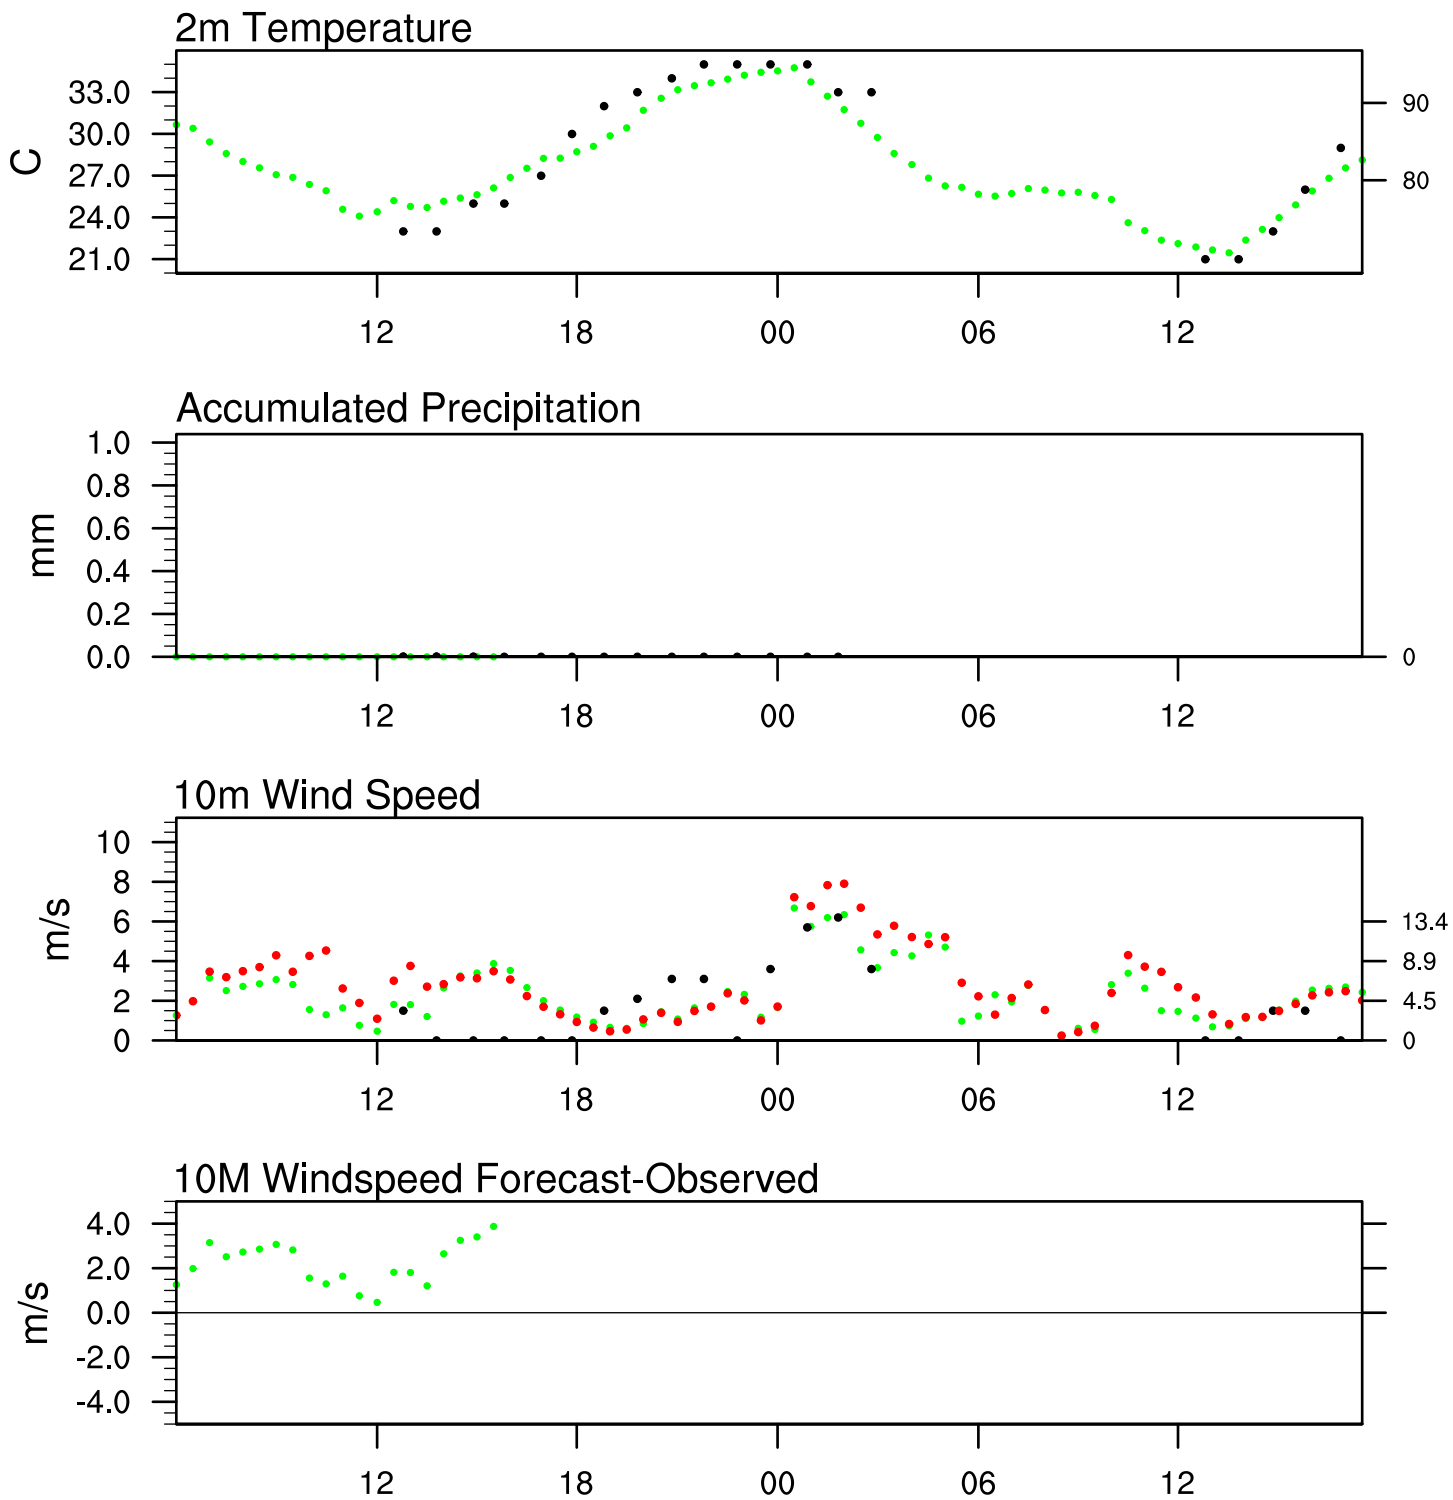 2m Temperature
33.0
30.0
27.0
24.0
21.0
C
90
80
12 18 00 06 12
Accumulated Precipitation
1.0
0.8
0.6
0.4
0.2
0.0
mm
0
12 18 00 06 12
10m Wind Speed
10
8
6
4
2
0
m/s
13.4
8.9
4.5
0
12 18 00 06 12
10M Windspeed Forecast-Observed
4.0
2.0
0.0
-2.0
-4.0
m/s
12 18 00 06 12